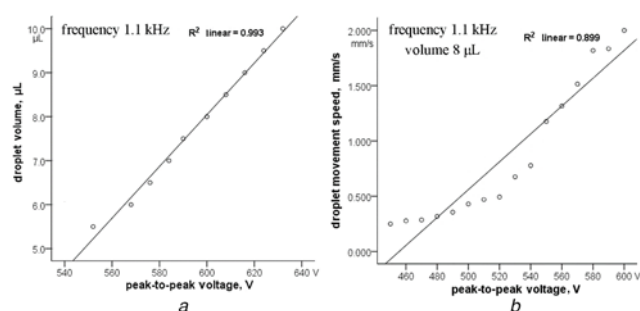 frequency 1.1 kHz
R² linear = 0.993
10.0
µL
9.0
8.0
7.0
6.0
5.0
droplet volume, µL
540 560 580 600 620 640 V
peak-to-peak voltage, V
a
frequency 1.1 kHz
volume 8 µL
R² linear = 0.899
2.000
mm/s
1.500
1.000
0.500
0.000
droplet movement speed, mm/s
460 480 500 520 540 560 580 600 V
peak-to-peak voltage, V
b